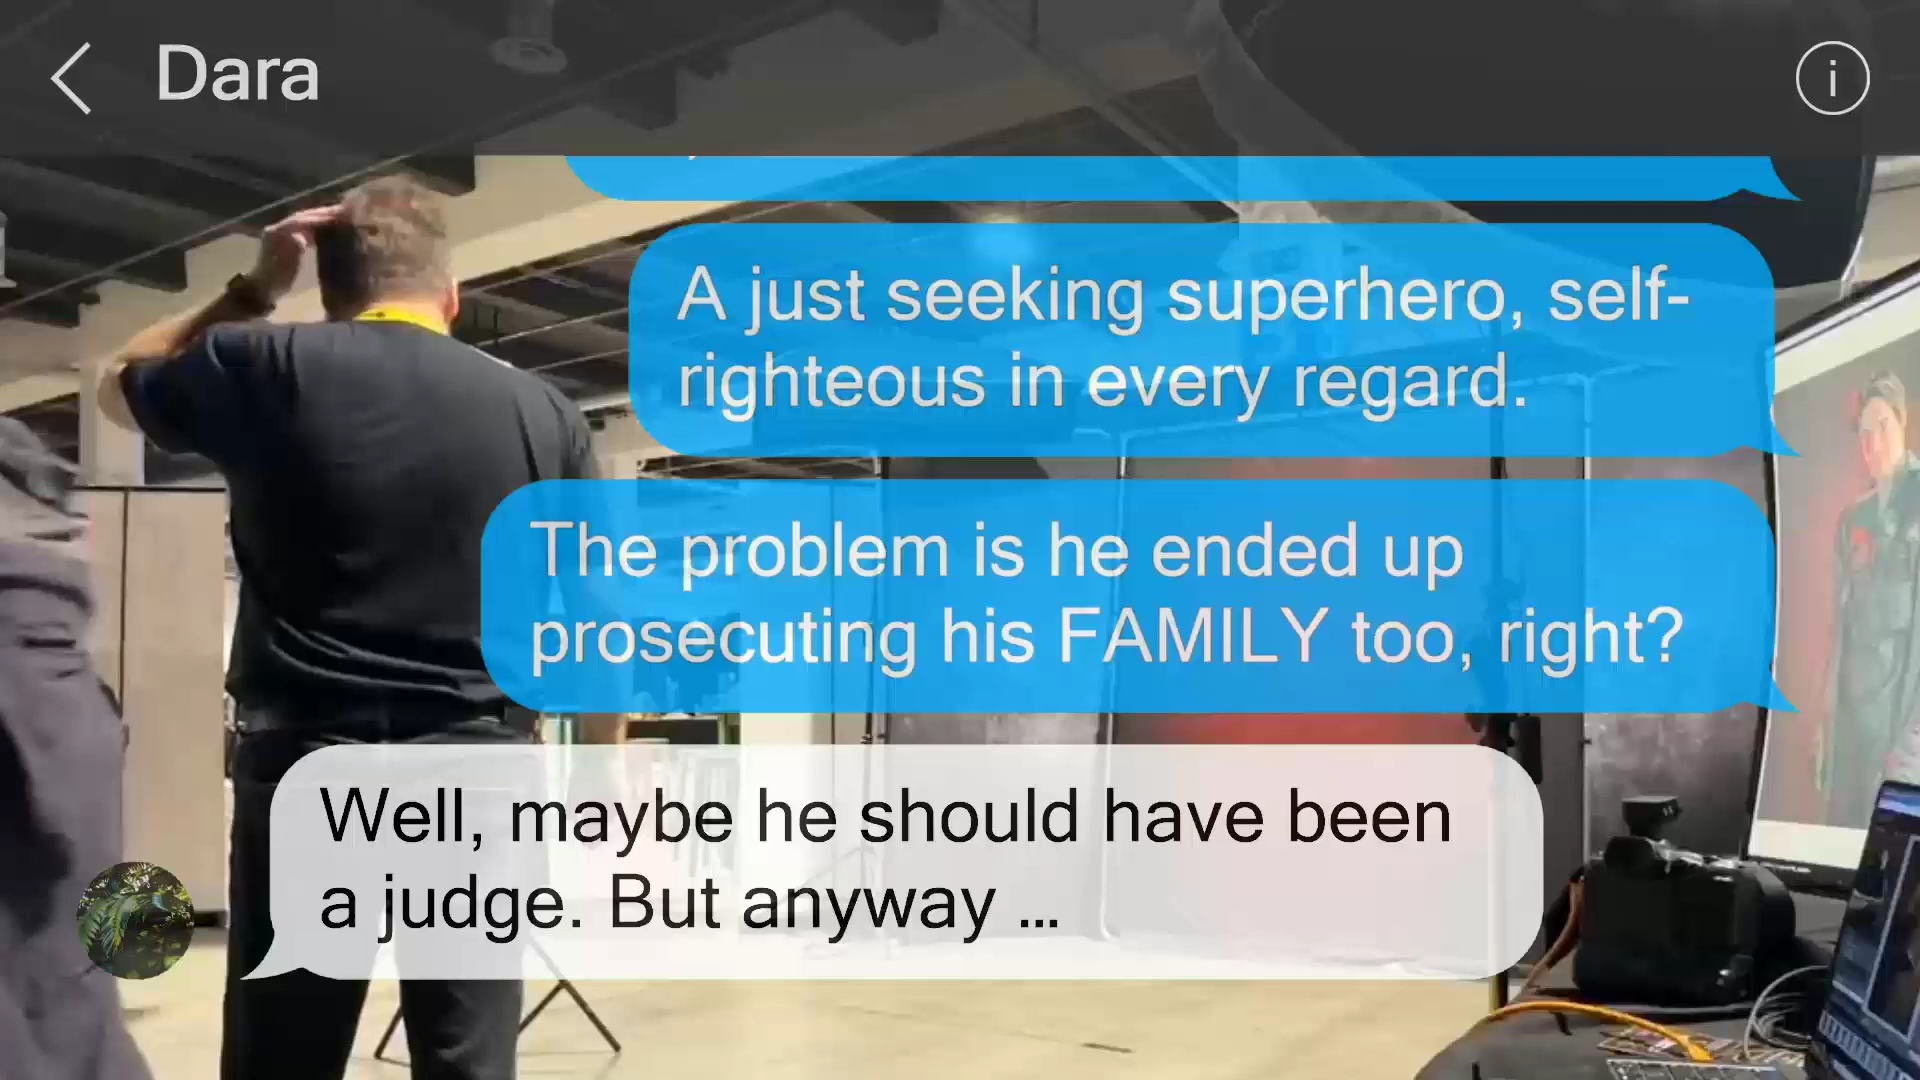 Dara
A just seeking superhero, self-
righteous in every regard.
The problem is he ended up
prosecuting his FAMILY too, right?
Well, maybe he should have been
a judge. But anyway ...